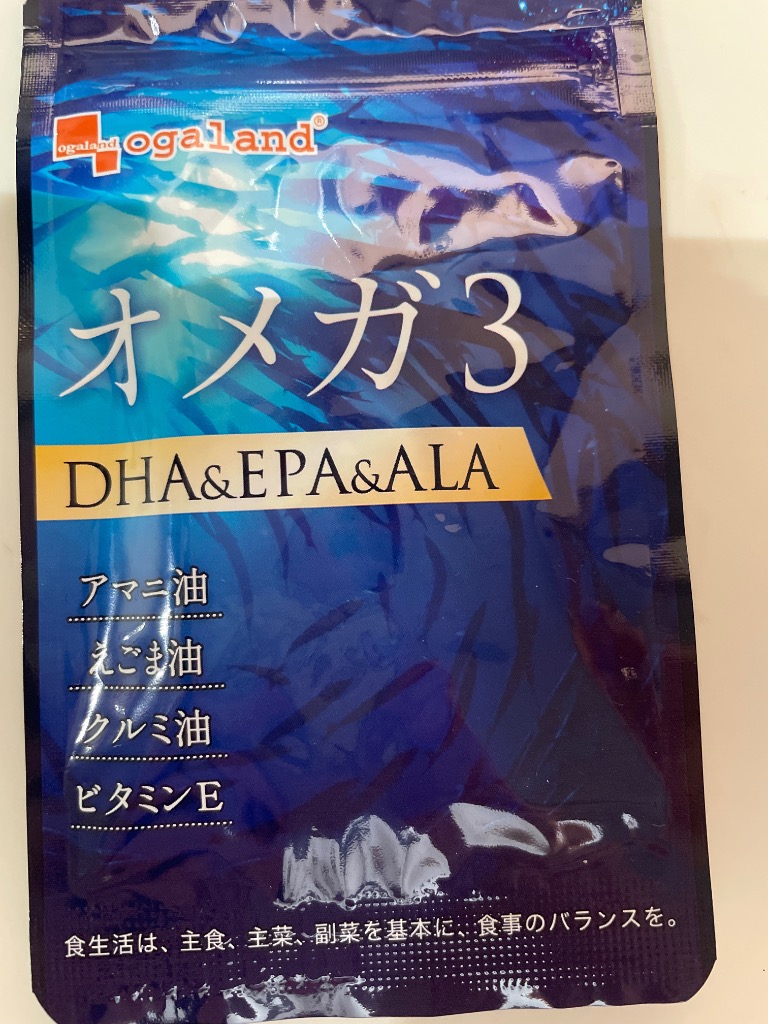 ogaland
ogaland®
オメガ3
DHA&EPA&ALA
アマニ油
えごま油
クルミ油
ビタミンE
食生活は、主食、主菜、副菜を基本に、食事のバランスを。